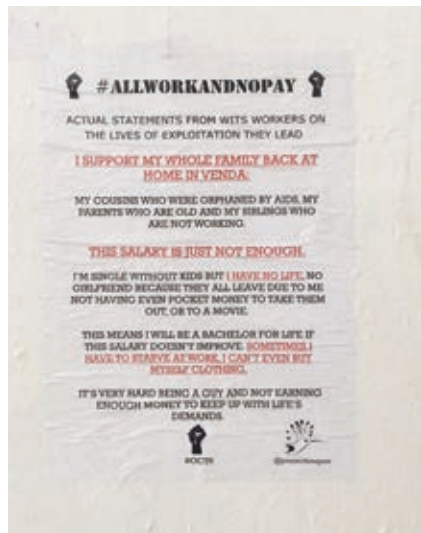 #ALLWORKANDNOPAY
ACTUAL STATEMENTS FROM WITS WORKERS ON
THE LIVES OF EXPLOITATION THEY LEAD
I SUPPORT MY WHOLE FAMILY BACK AT
HOME IN VENDA:
MY COUSINS WHO WERE ORPHANED BY AIDS, MY
PARENTS WHO ARE OLD AND MY SIBLINGS WHO
ARE NOT WORKING.
THIS SALARY IS JUST NOT ENOUGH.
I'M SINGLE WITHOUT KIDS BUT I HAVE NO LIFE, NO
GIRLFRIEND BECAUSE THEY ALL LEAVE DUE TO ME
NOT HAVING EVEN POCKET MONEY TO TAKE THEM
OUT, OR TO A MOVIE.
THIS MEANS I WILL BE A BACHELOR FOR LIFE IF
THIS SALARY DOESN'T IMPROVE. SOMETIMES I
HAVE TO STARVE AT WORK, I CAN'T EVEN BUY
MYSELF CLOTHING.
IT'S VERY HARD BEING A GUY AND NOT EARNING
ENOUGH MONEY TO KEEP UP WITH LIFE'S
DEMANDS.